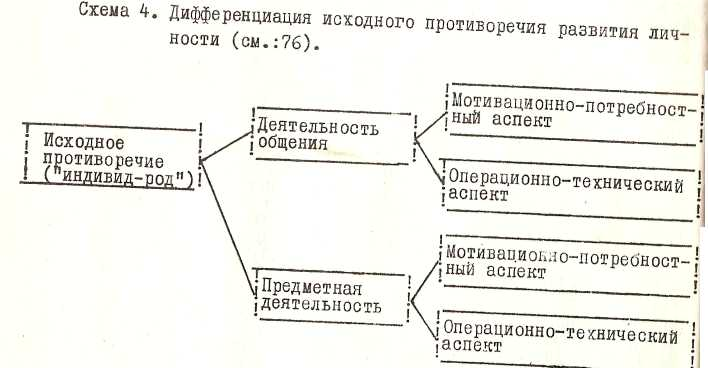 Схема 4. Дифференциация исходного противоречия развития лич-
ности (см.:76).
Исходное
противоречие
("индивид-род")
Деятельность
общения
Мотивационно-потребност-
ный аспект
Операционно-технический
аспект
Предметная
деятельность
Мотивационно-потребност-
ный аспект
Операционно-технический
аспект